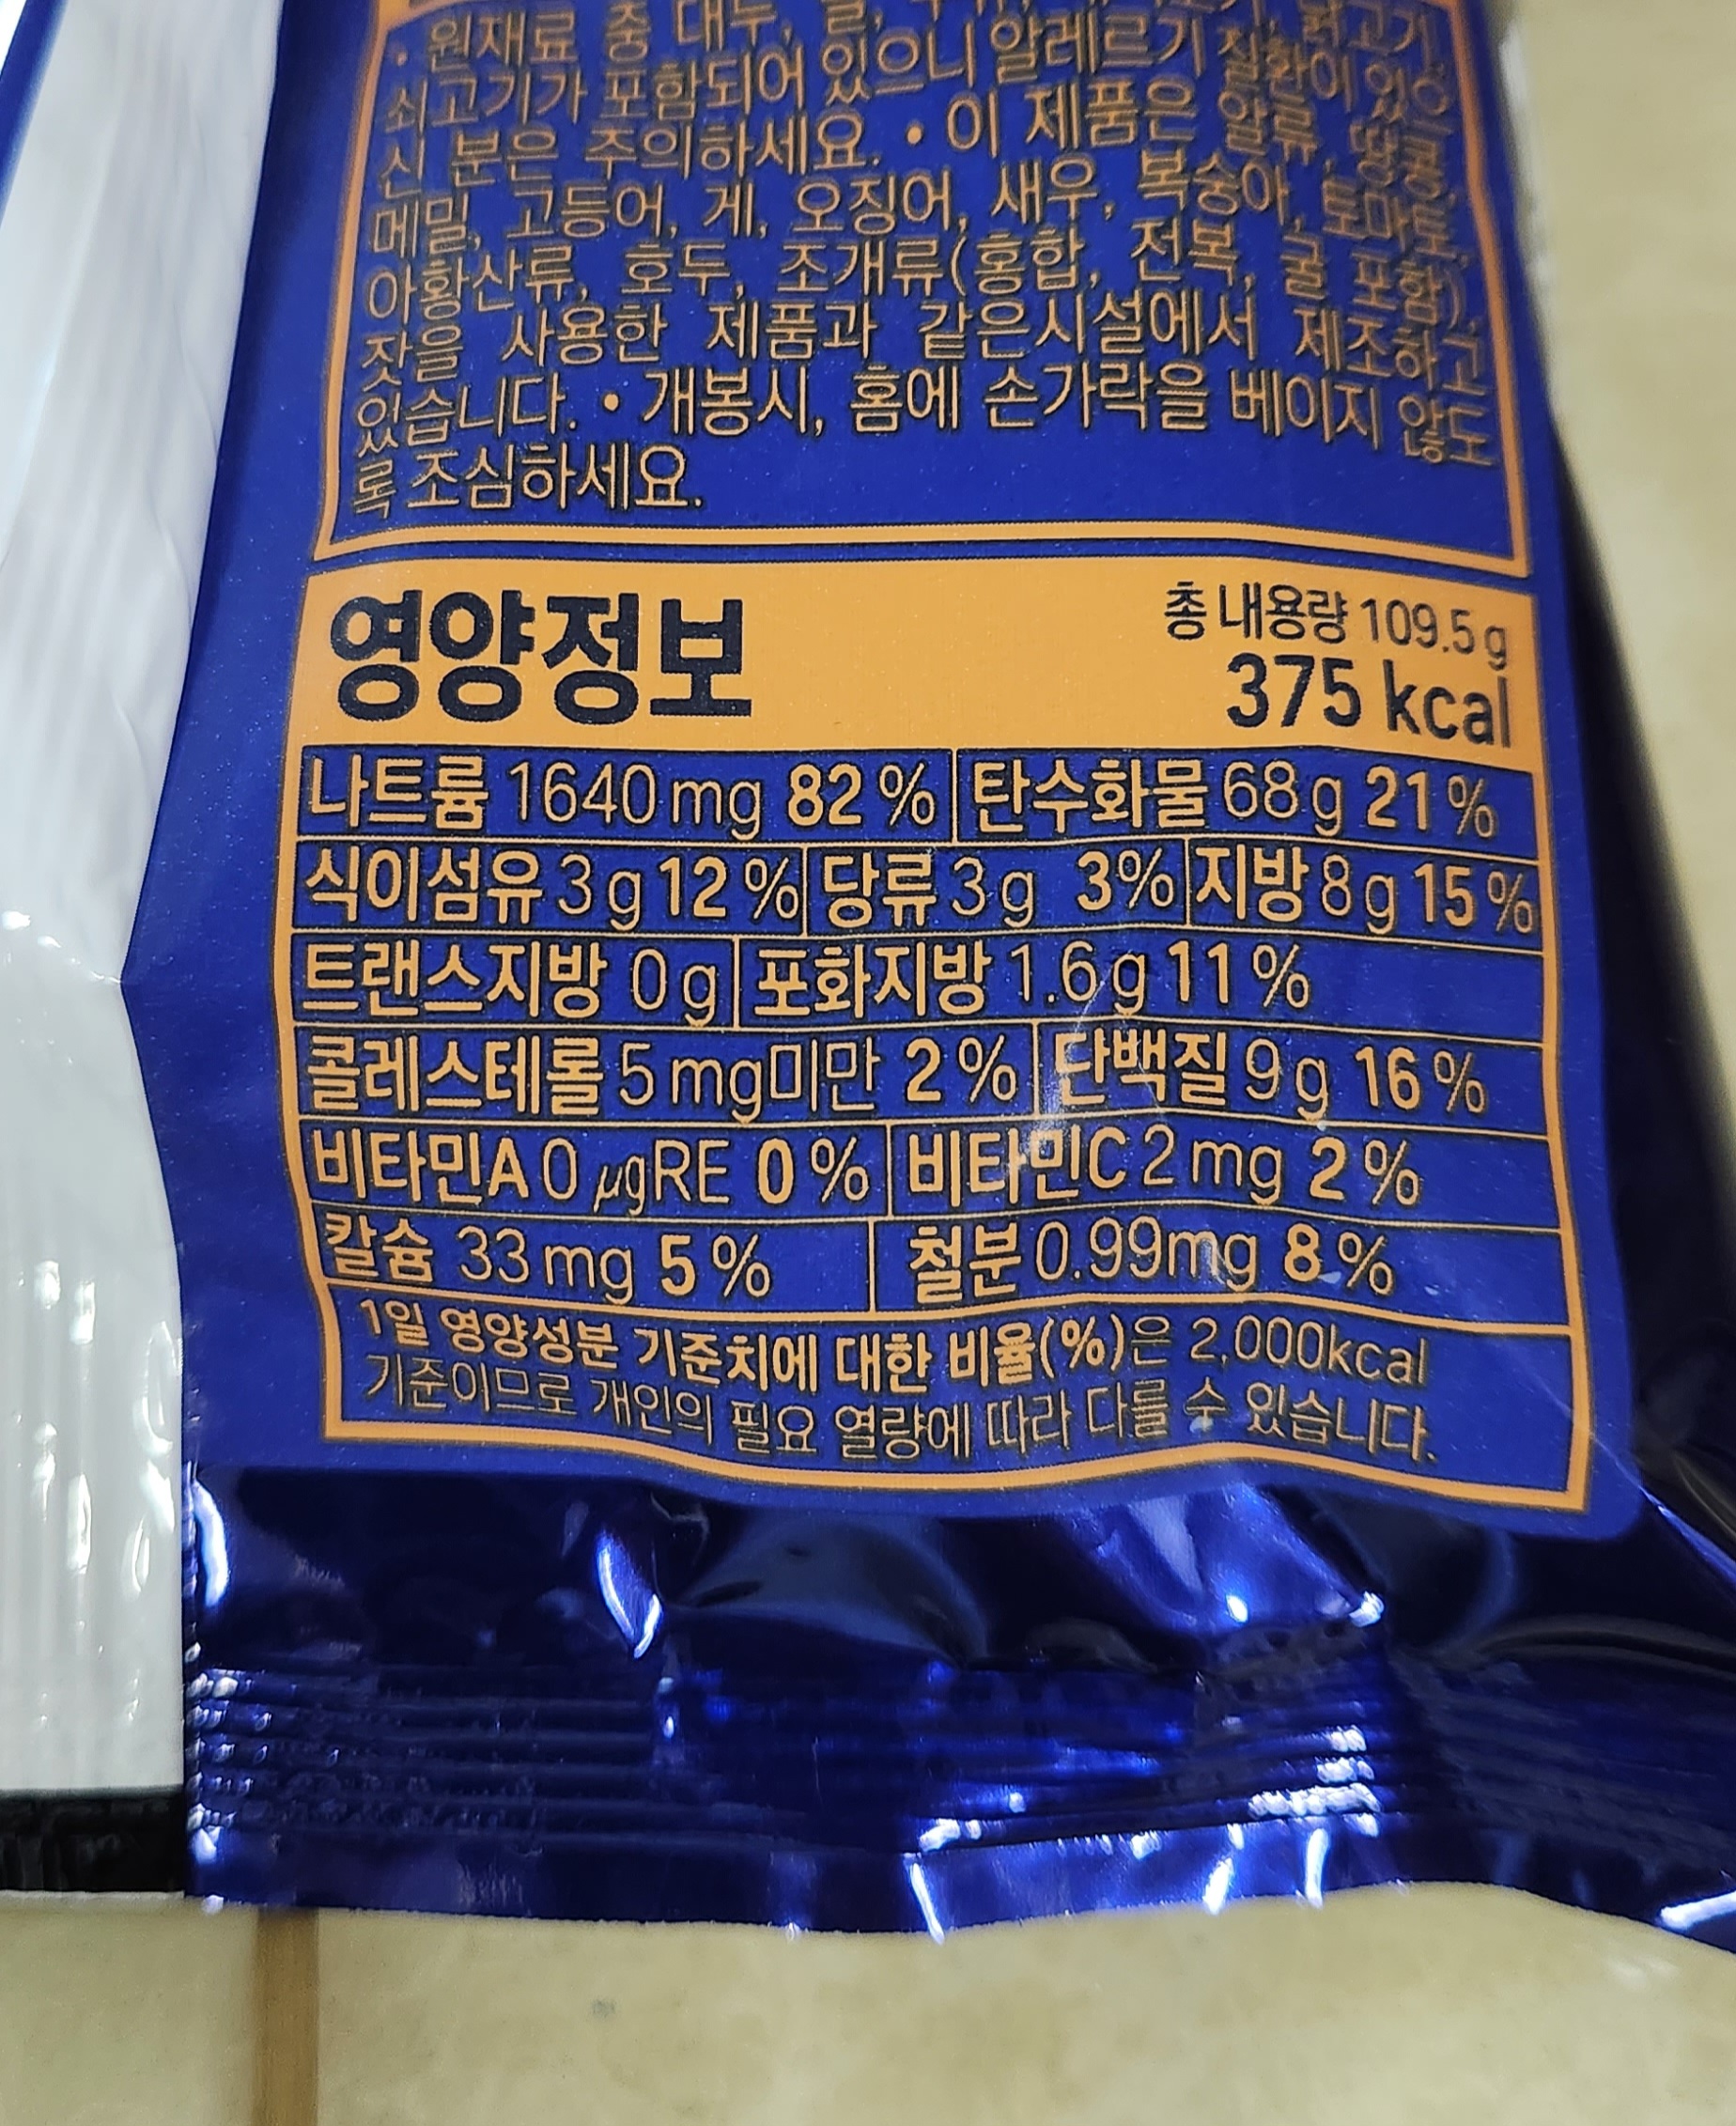 • 원재료 중 대두, 밀,
쇠고기가 포함되어 있으니 알레르기 질환이 있으
신 분은 주의하세요. • 이 제품은 알류, 땅콩,
메밀, 고등어, 게, 오징어, 새우, 복숭아, 토마토,
아황산류, 호두, 조개류(홍합, 전복, 굴 포함),
잣을 사용한 제품과 같은시설에서 제조하고
있습니다. • 개봉시, 홈에 손가락을 베이지 않도
록 조심하세요.
영양정보
총 내용량 109.5 g
375 kcal
나트륨 1640 mg 82 % 탄수화물 68 g 21 %
식이섬유 3 g 12 % 당류 3 g 3% 지방 8 g 15 %
트랜스지방 0 g 포화지방 1.6 g 11 %
콜레스테롤 5 mg미만 2 % 단백질 9 g 16 %
비타민A 0 μgRE 0 % 비타민C 2 mg 2 %
칼슘 33 mg 5 % 철분 0.99mg 8 %
1일 영양성분 기준치에 대한 비율(%)은 2,000kcal
기준이므로 개인의 필요 열량에 따라 다를 수 있습니다.